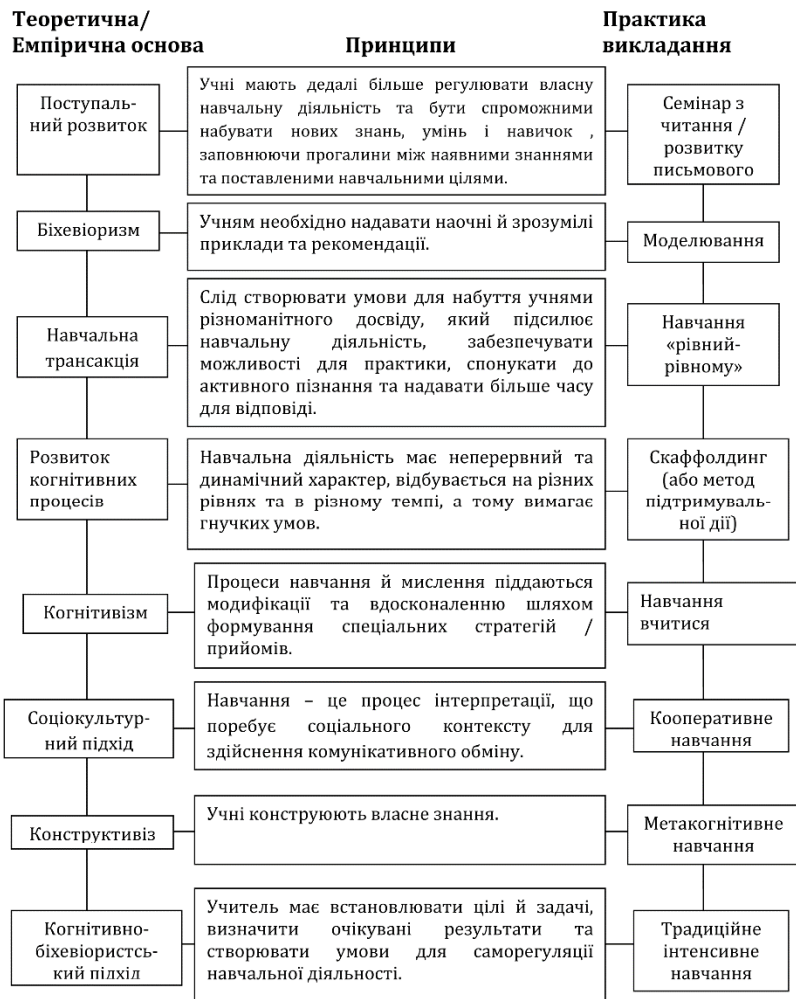 Теоретична/
Емпірична основа
Принципи
Практика
викладання
Поступаль-
ний розвиток
Учні мають дедалі більше регулювати власну
навчальну діяльність та бути спроможними
набувати нових знань, умінь і навичок ,
заповнюючи прогалини між наявними знаннями
та поставленими навчальними цілями.
Семінар з
читання /
розвитку
письмового
Біхевіоризм
Учням необхідно надавати наочні й зрозумілі
приклади та рекомендації.
Моделювання
Навчальна
трансакція
Слід створювати умови для набуття учнями
різноманітного досвіду, який підсилює
навчальну діяльність, забезпечувати
можливості для практики, спонукати до
активного пізнання та надавати більше часу
для відповіді.
Навчання
«рівний-
рівному»
Розвиток
когнітивних
процесів
Навчальна діяльність має неперервний та
динамічний характер, відбувається на різних
рівнях та в різному темпі, а тому вимагає
гнучких умов.
Скаффолдинг
(або метод
підтримуваль-
ної дії)
Когнітивізм
Процеси навчання й мислення піддаються
модифікації та вдосконаленню шляхом
формування спеціальних стратегій /
прийомів.
Навчання
вчитися
Соціокультур-
ний підхід
Навчання – це процес інтерпретації, що
поребує соціального контексту для
здійснення комунікативного обміну.
Кооперативне
навчання
Конструктивіз
Учні конструюють власне знання.
Метакогнітивне
навчання
Когнітивно-
біхевіористсь-
кий підхід
Учитель має встановлювати цілі й задачі,
визначити очікувані результати та
створювати умови для саморегуляції
навчальної діяльності.
Традиційне
інтенсивне
навчання